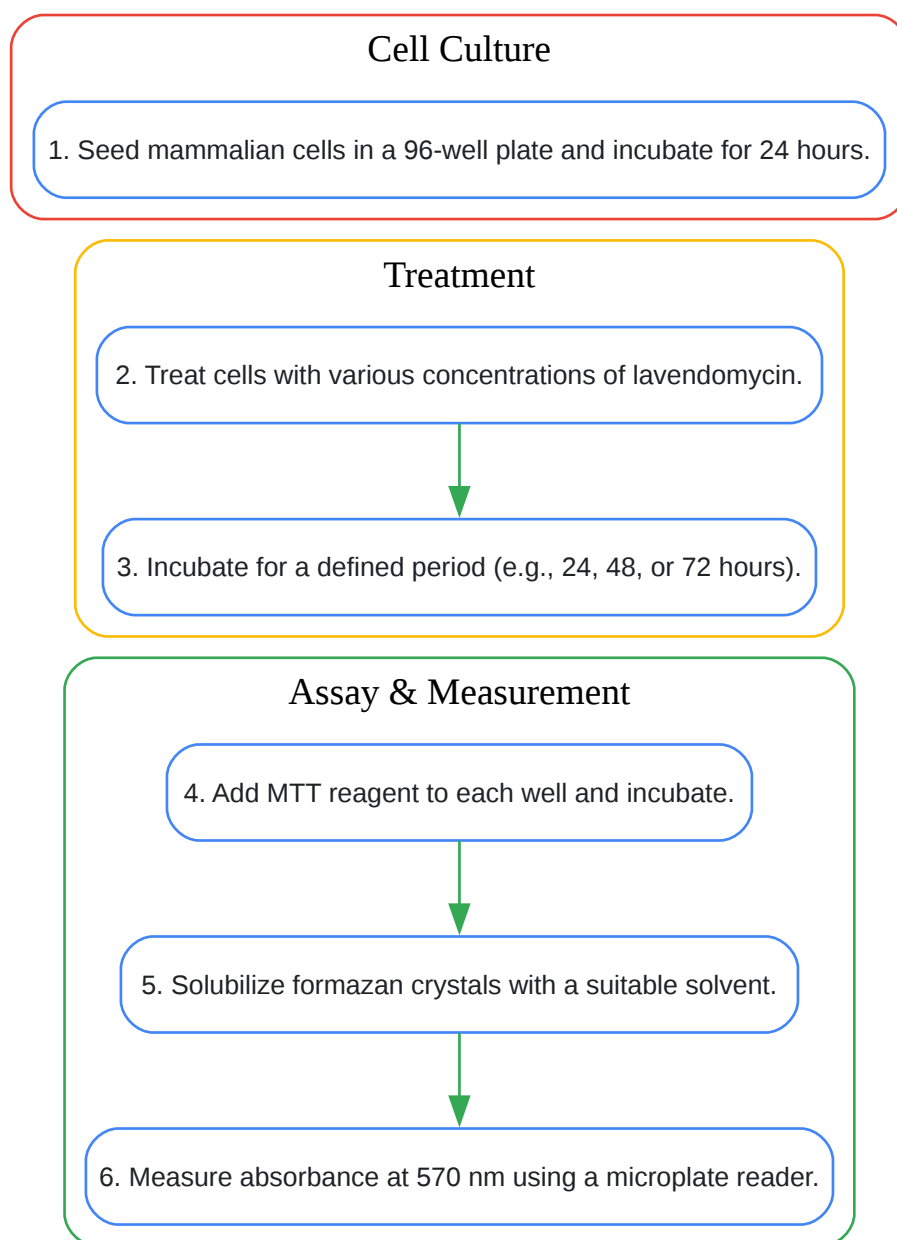 Cell Culture
1. Seed mammalian cells in a 96-well plate and incubate for 24 hours.
Treatment
2. Treat cells with various concentrations of lavendomycin.
3. Incubate for a defined period (e.g., 24, 48, or 72 hours).
Assay & Measurement
4. Add MTT reagent to each well and incubate.
5. Solubilize formazan crystals with a suitable solvent.
6. Measure absorbance at 570 nm using a microplate reader.